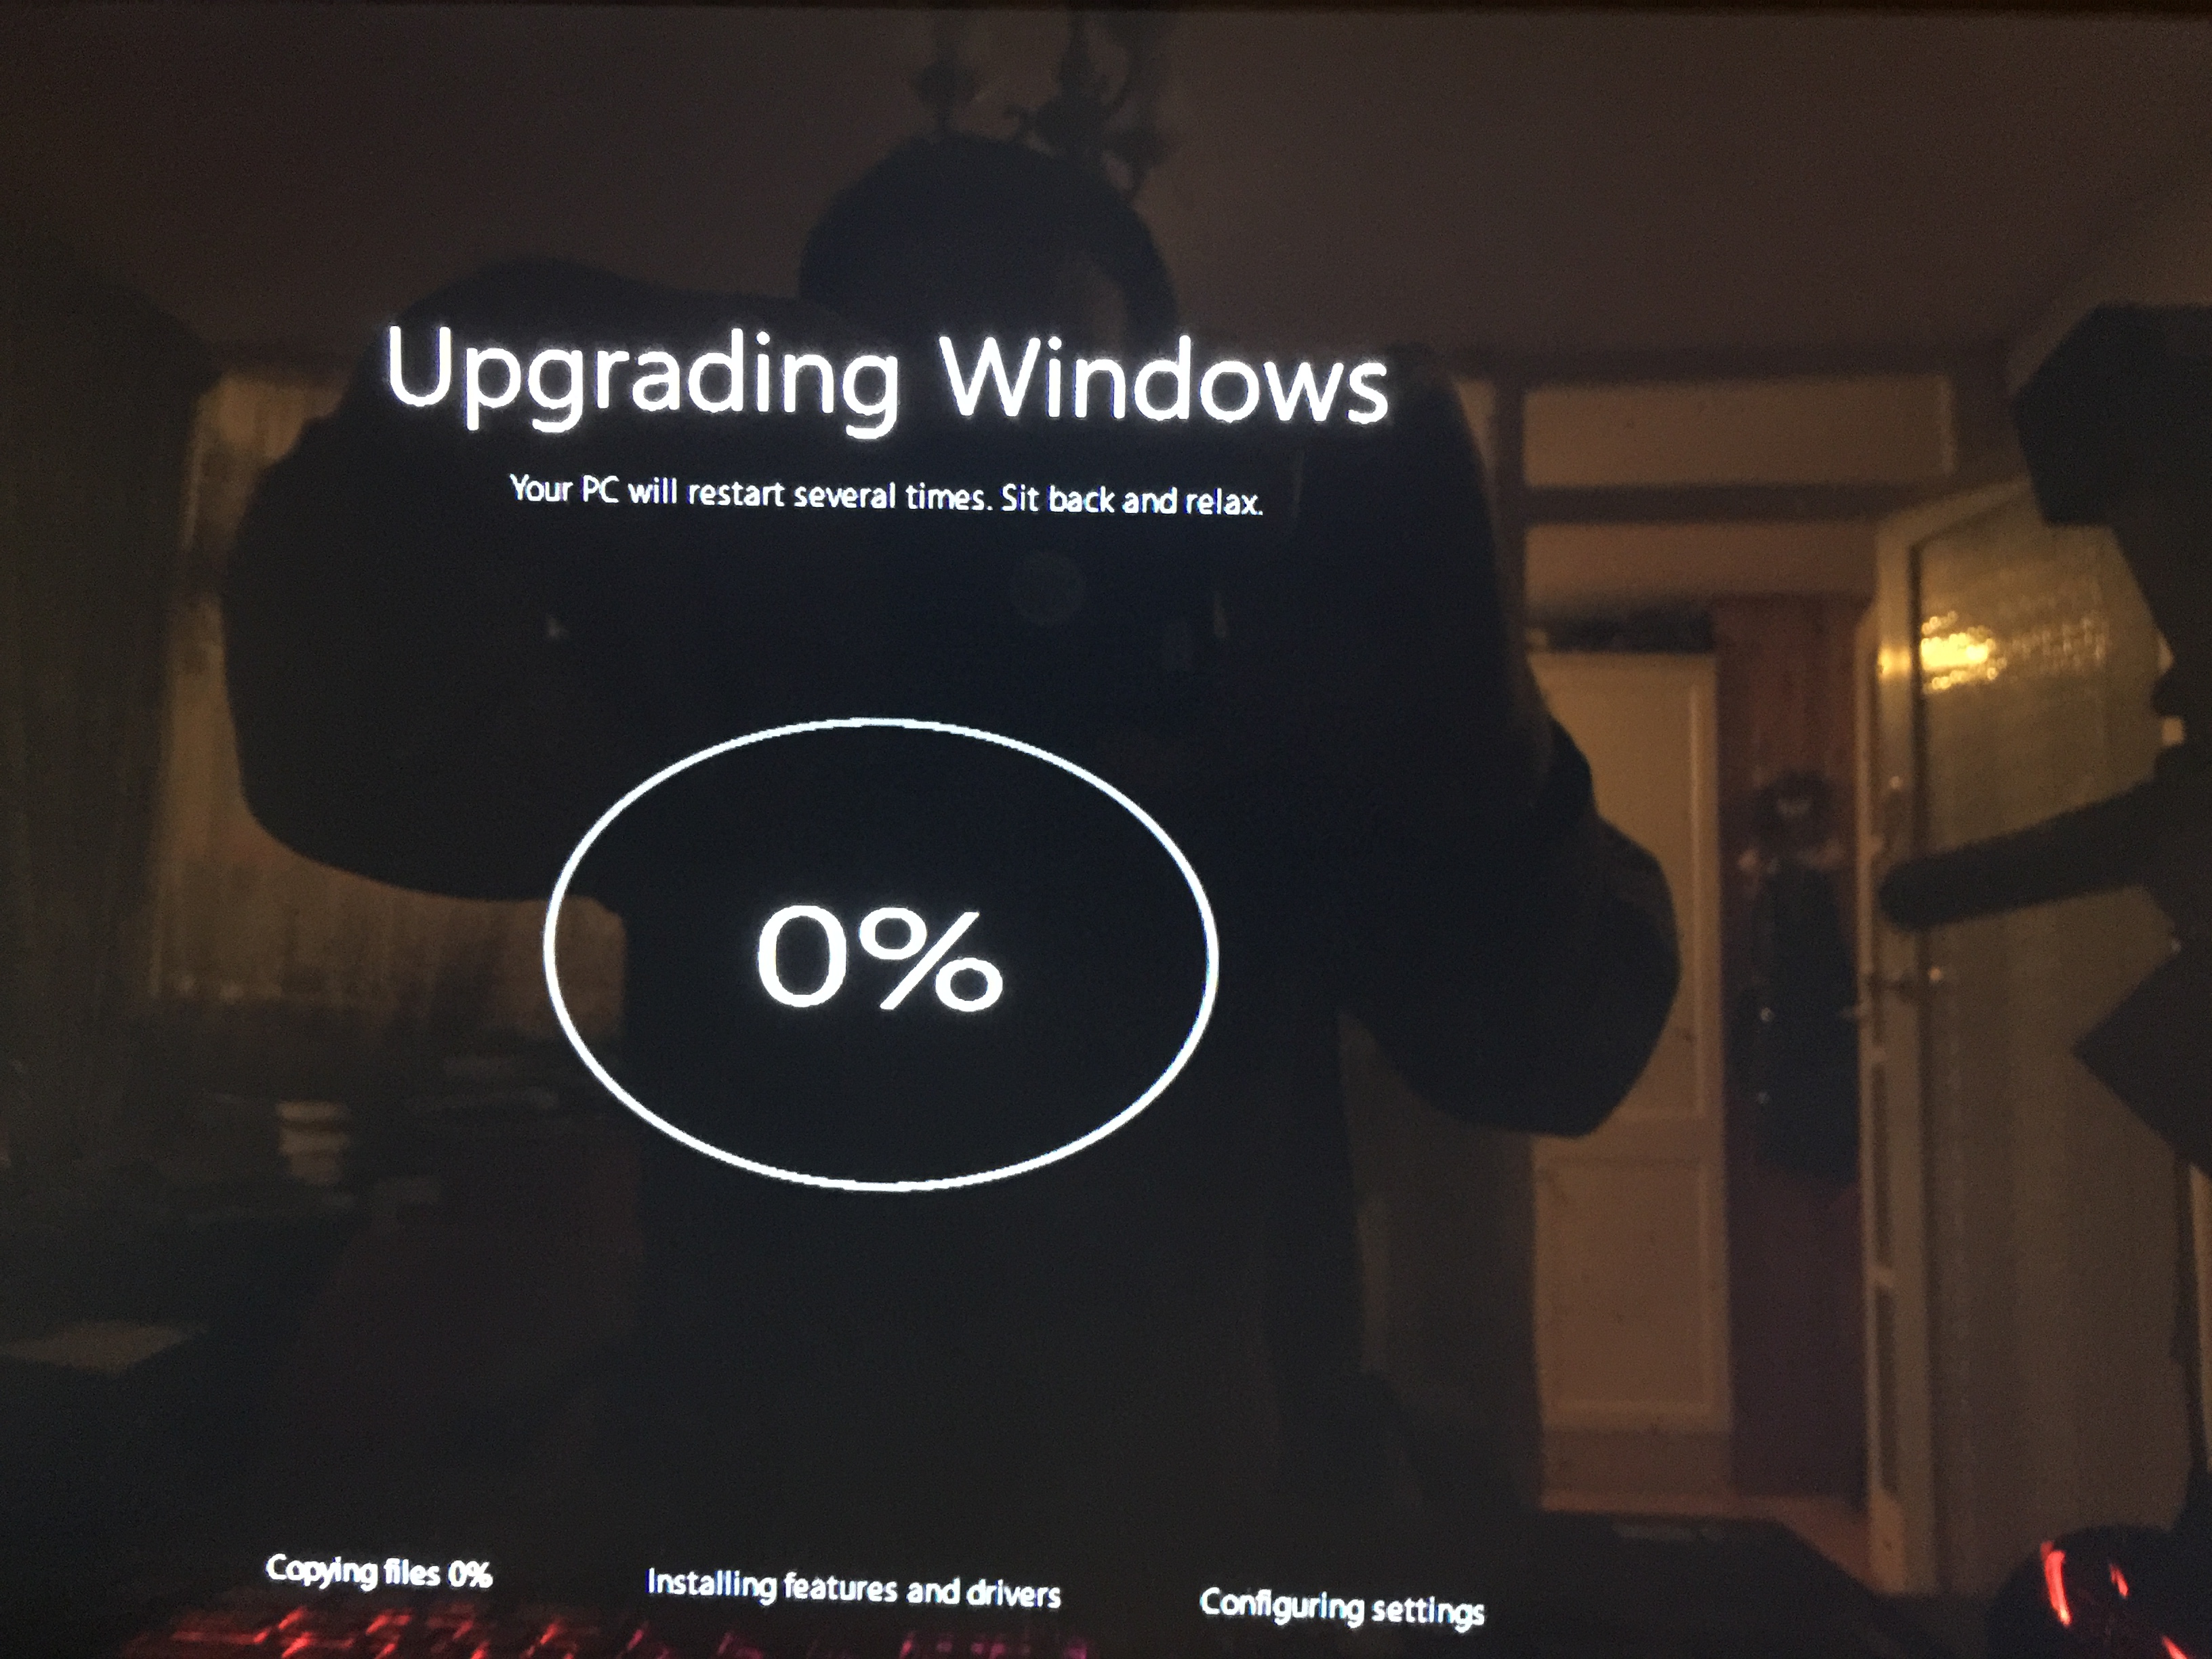 Upgrading Windows
Your PC will restart several times. Sit back and relax.
0%
Copying files 0%
Installing features and drivers
Configuring settings